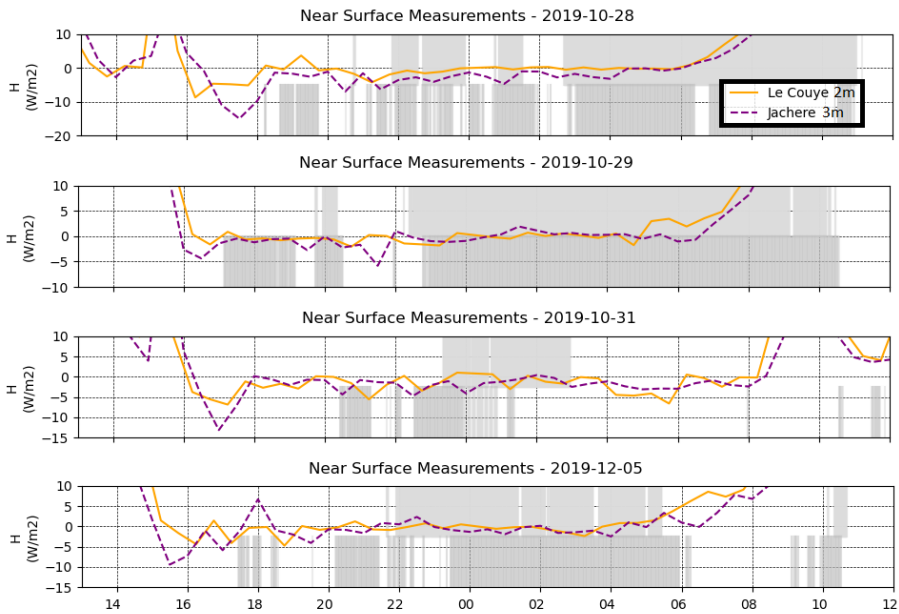 Near Surface Measurements - 2019-10-28
H
(W/m2)
10
0
−10
−20
Le Couye 2m
Jachere 3m
Near Surface Measurements - 2019-10-29
H
(W/m2)
10
5
0
−5
−10
Near Surface Measurements - 2019-10-31
H
(W/m2)
10
5
0
−5
−10
−15
Near Surface Measurements - 2019-12-05
H
(W/m2)
10
5
0
−5
−10
−15
14 16 18 20 22 00 02 04 06 08 10 12